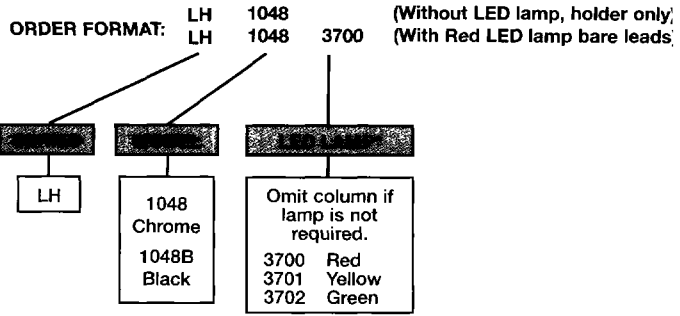 ORDER FORMAT: LH 1048 (Without LED lamp, holder only)
LH 1048 3700 (With Red LED lamp bare leads)
LED LAMP
LH
1048
Chrome
1048B
Black
Omit column if
lamp is not
required.
3700 Red
3701 Yellow
3702 Green